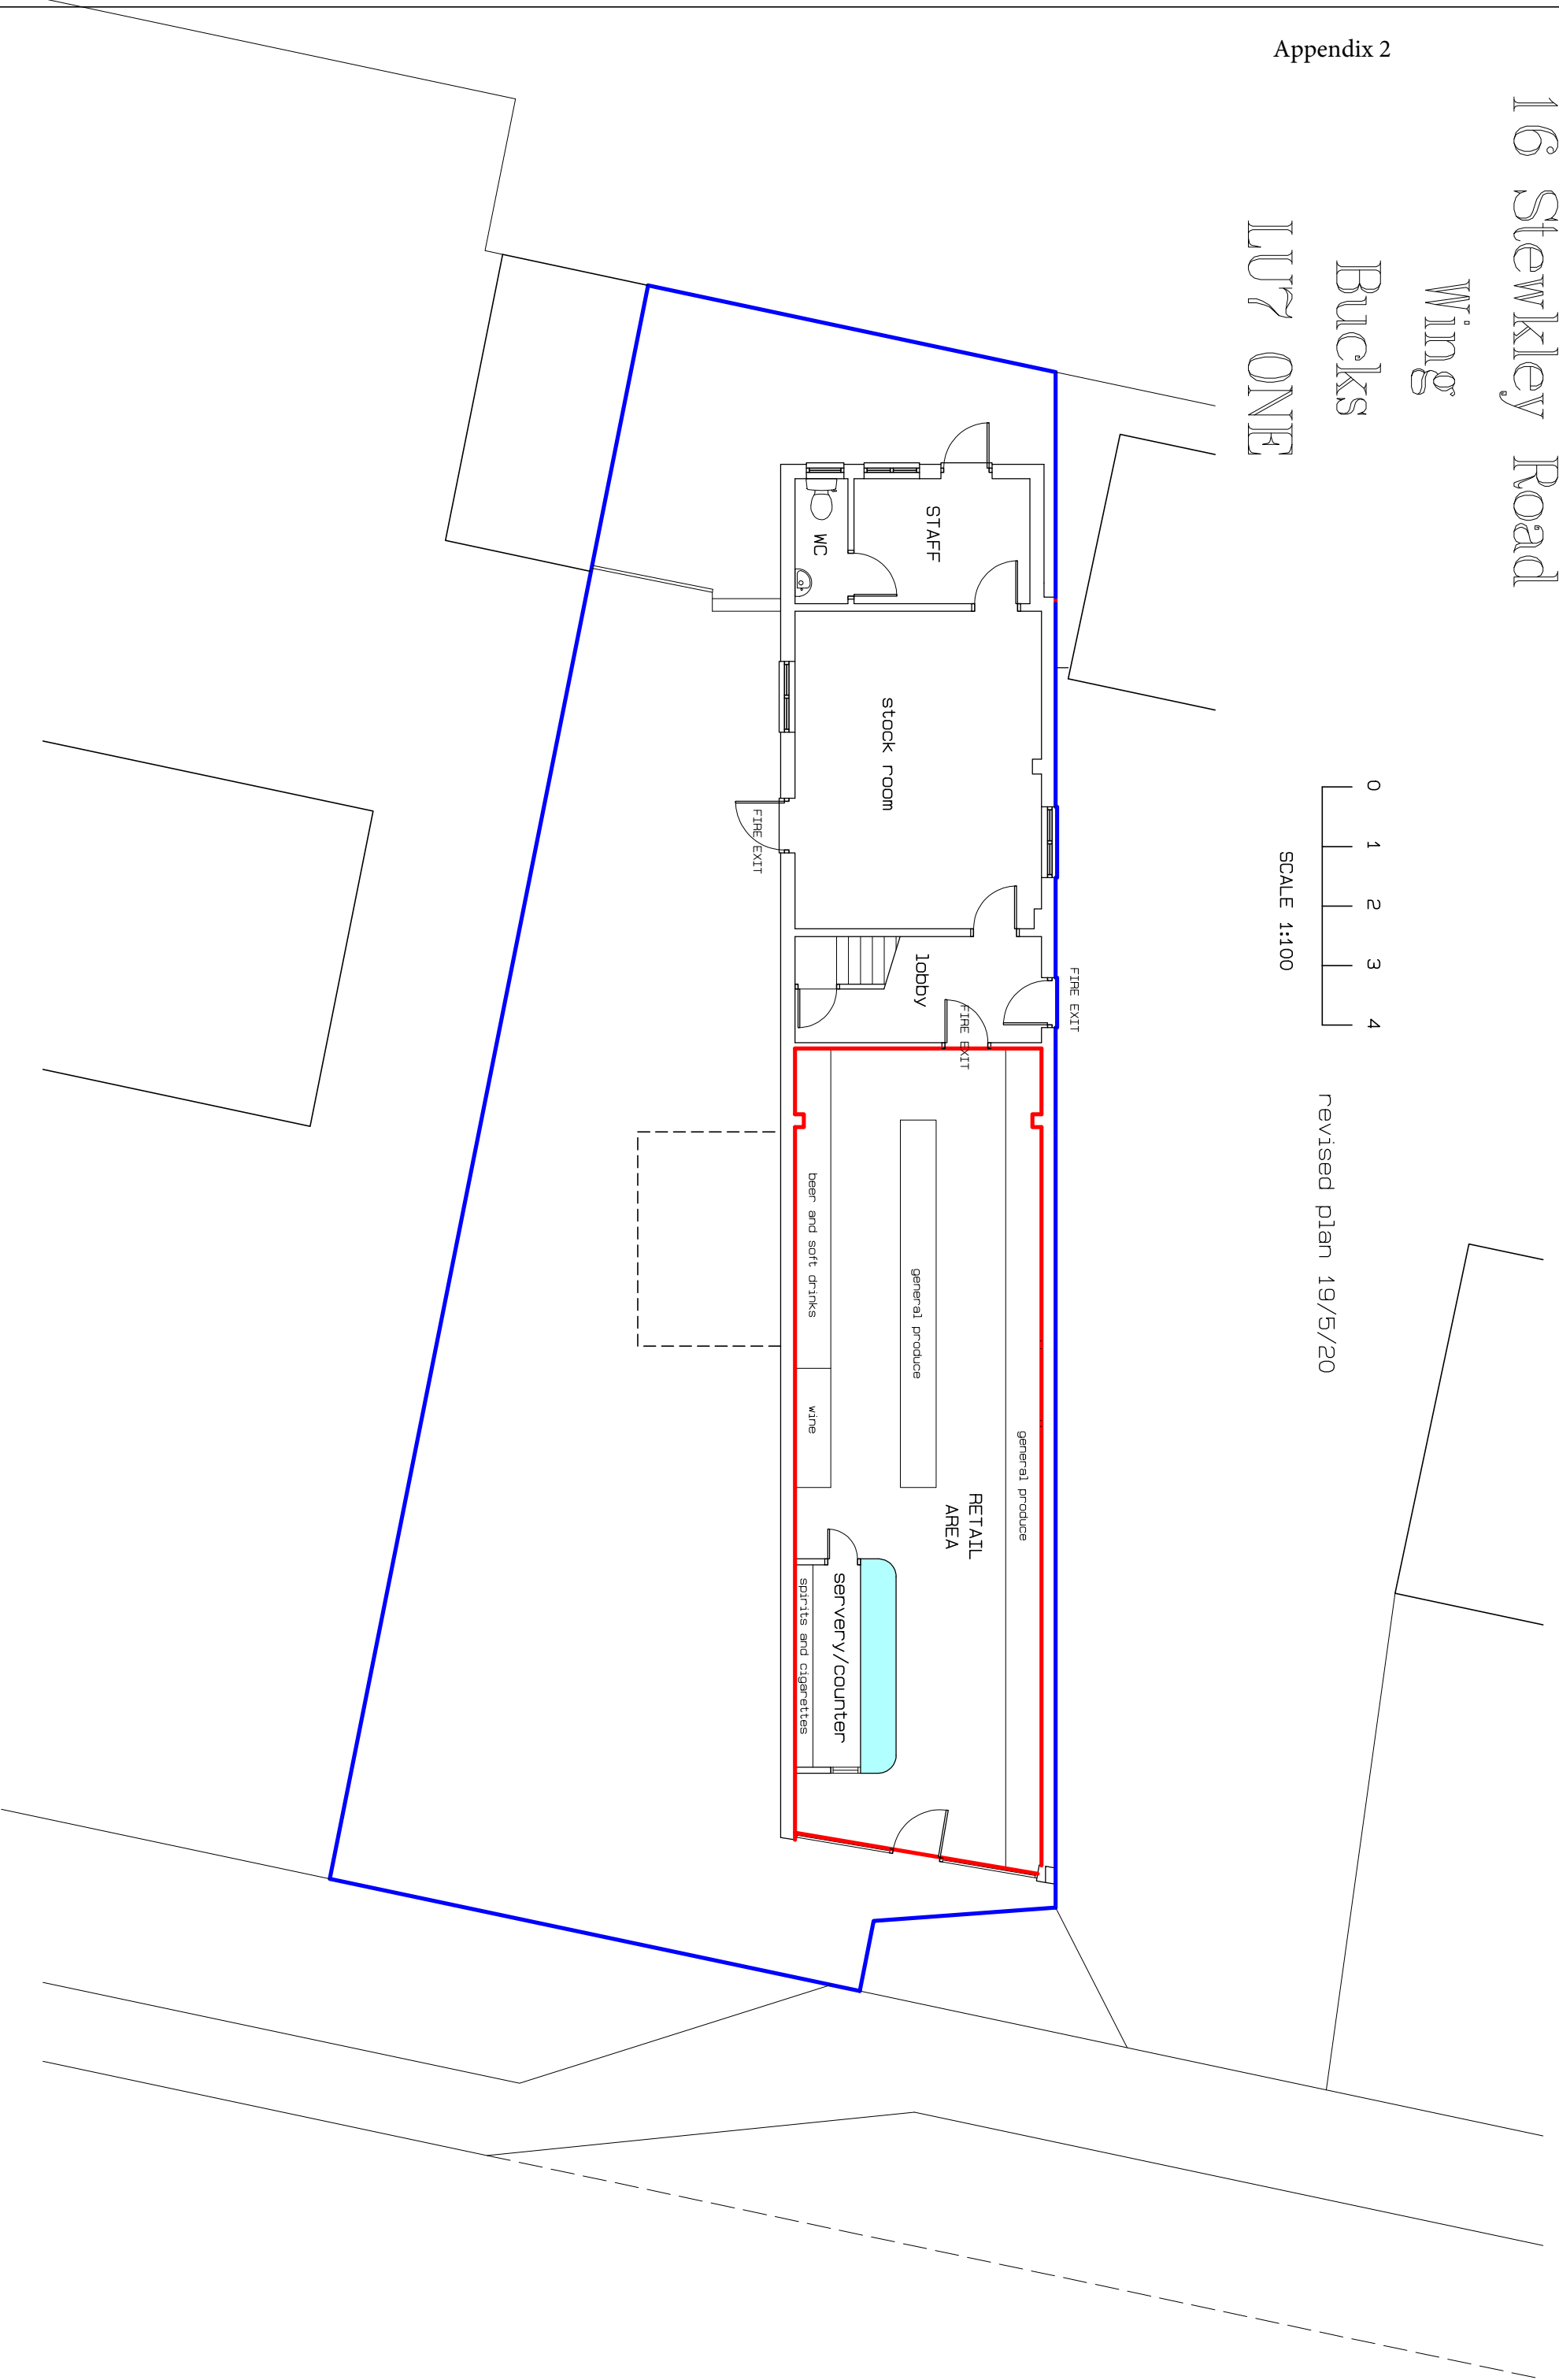 Appendix 2
16 Stewkley Road
Wing
Bucks
LU7 0NE
0 1 2 3 4
SCALE 1:100
revised plan 19/5/20
STAFF
WC
stock room
FIRE EXIT
lobby
FIRE EXIT
FIRE EXIT
beer and soft drinks
general produce
wine
general produce
RETAIL
AREA
servery/counter
spirits and cigarettes